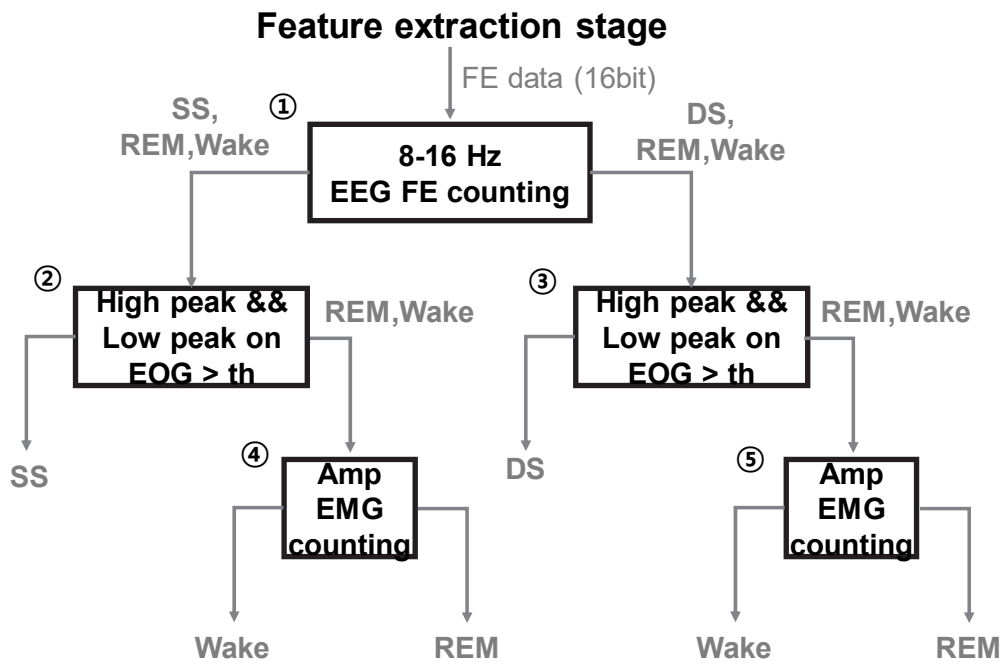 Feature extraction stage
FE data (16bit)
①
SS,
REM,Wake
DS,
REM,Wake
8-16 Hz
EEG FE counting
②
High peak &&
Low peak on
EOG > th
REM,Wake
③
High peak &&
Low peak on
EOG > th
REM,Wake
SS
④
Amp
EMG
counting
DS
⑤
Amp
EMG
counting
Wake
REM
Wake
REM